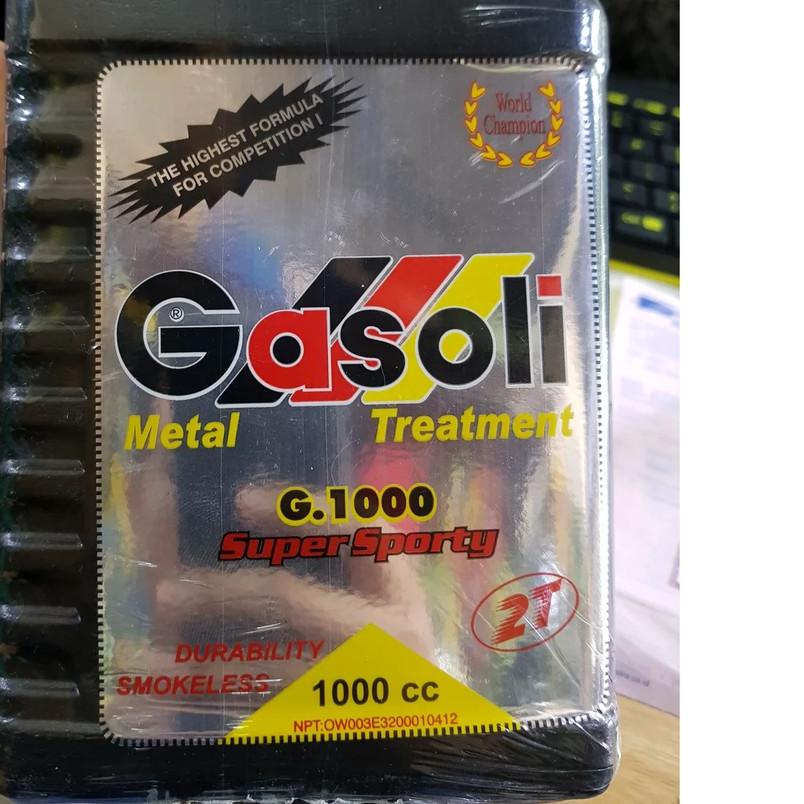 THE HIGHEST FORMULA
FOR COMPETITION !
World
Champion
Gasoli
®
Metal Treatment
G.1000
Super Sporty
2T
DURABILITY
SMOKELESS
1000 cc
NPT:OW003E3200010412